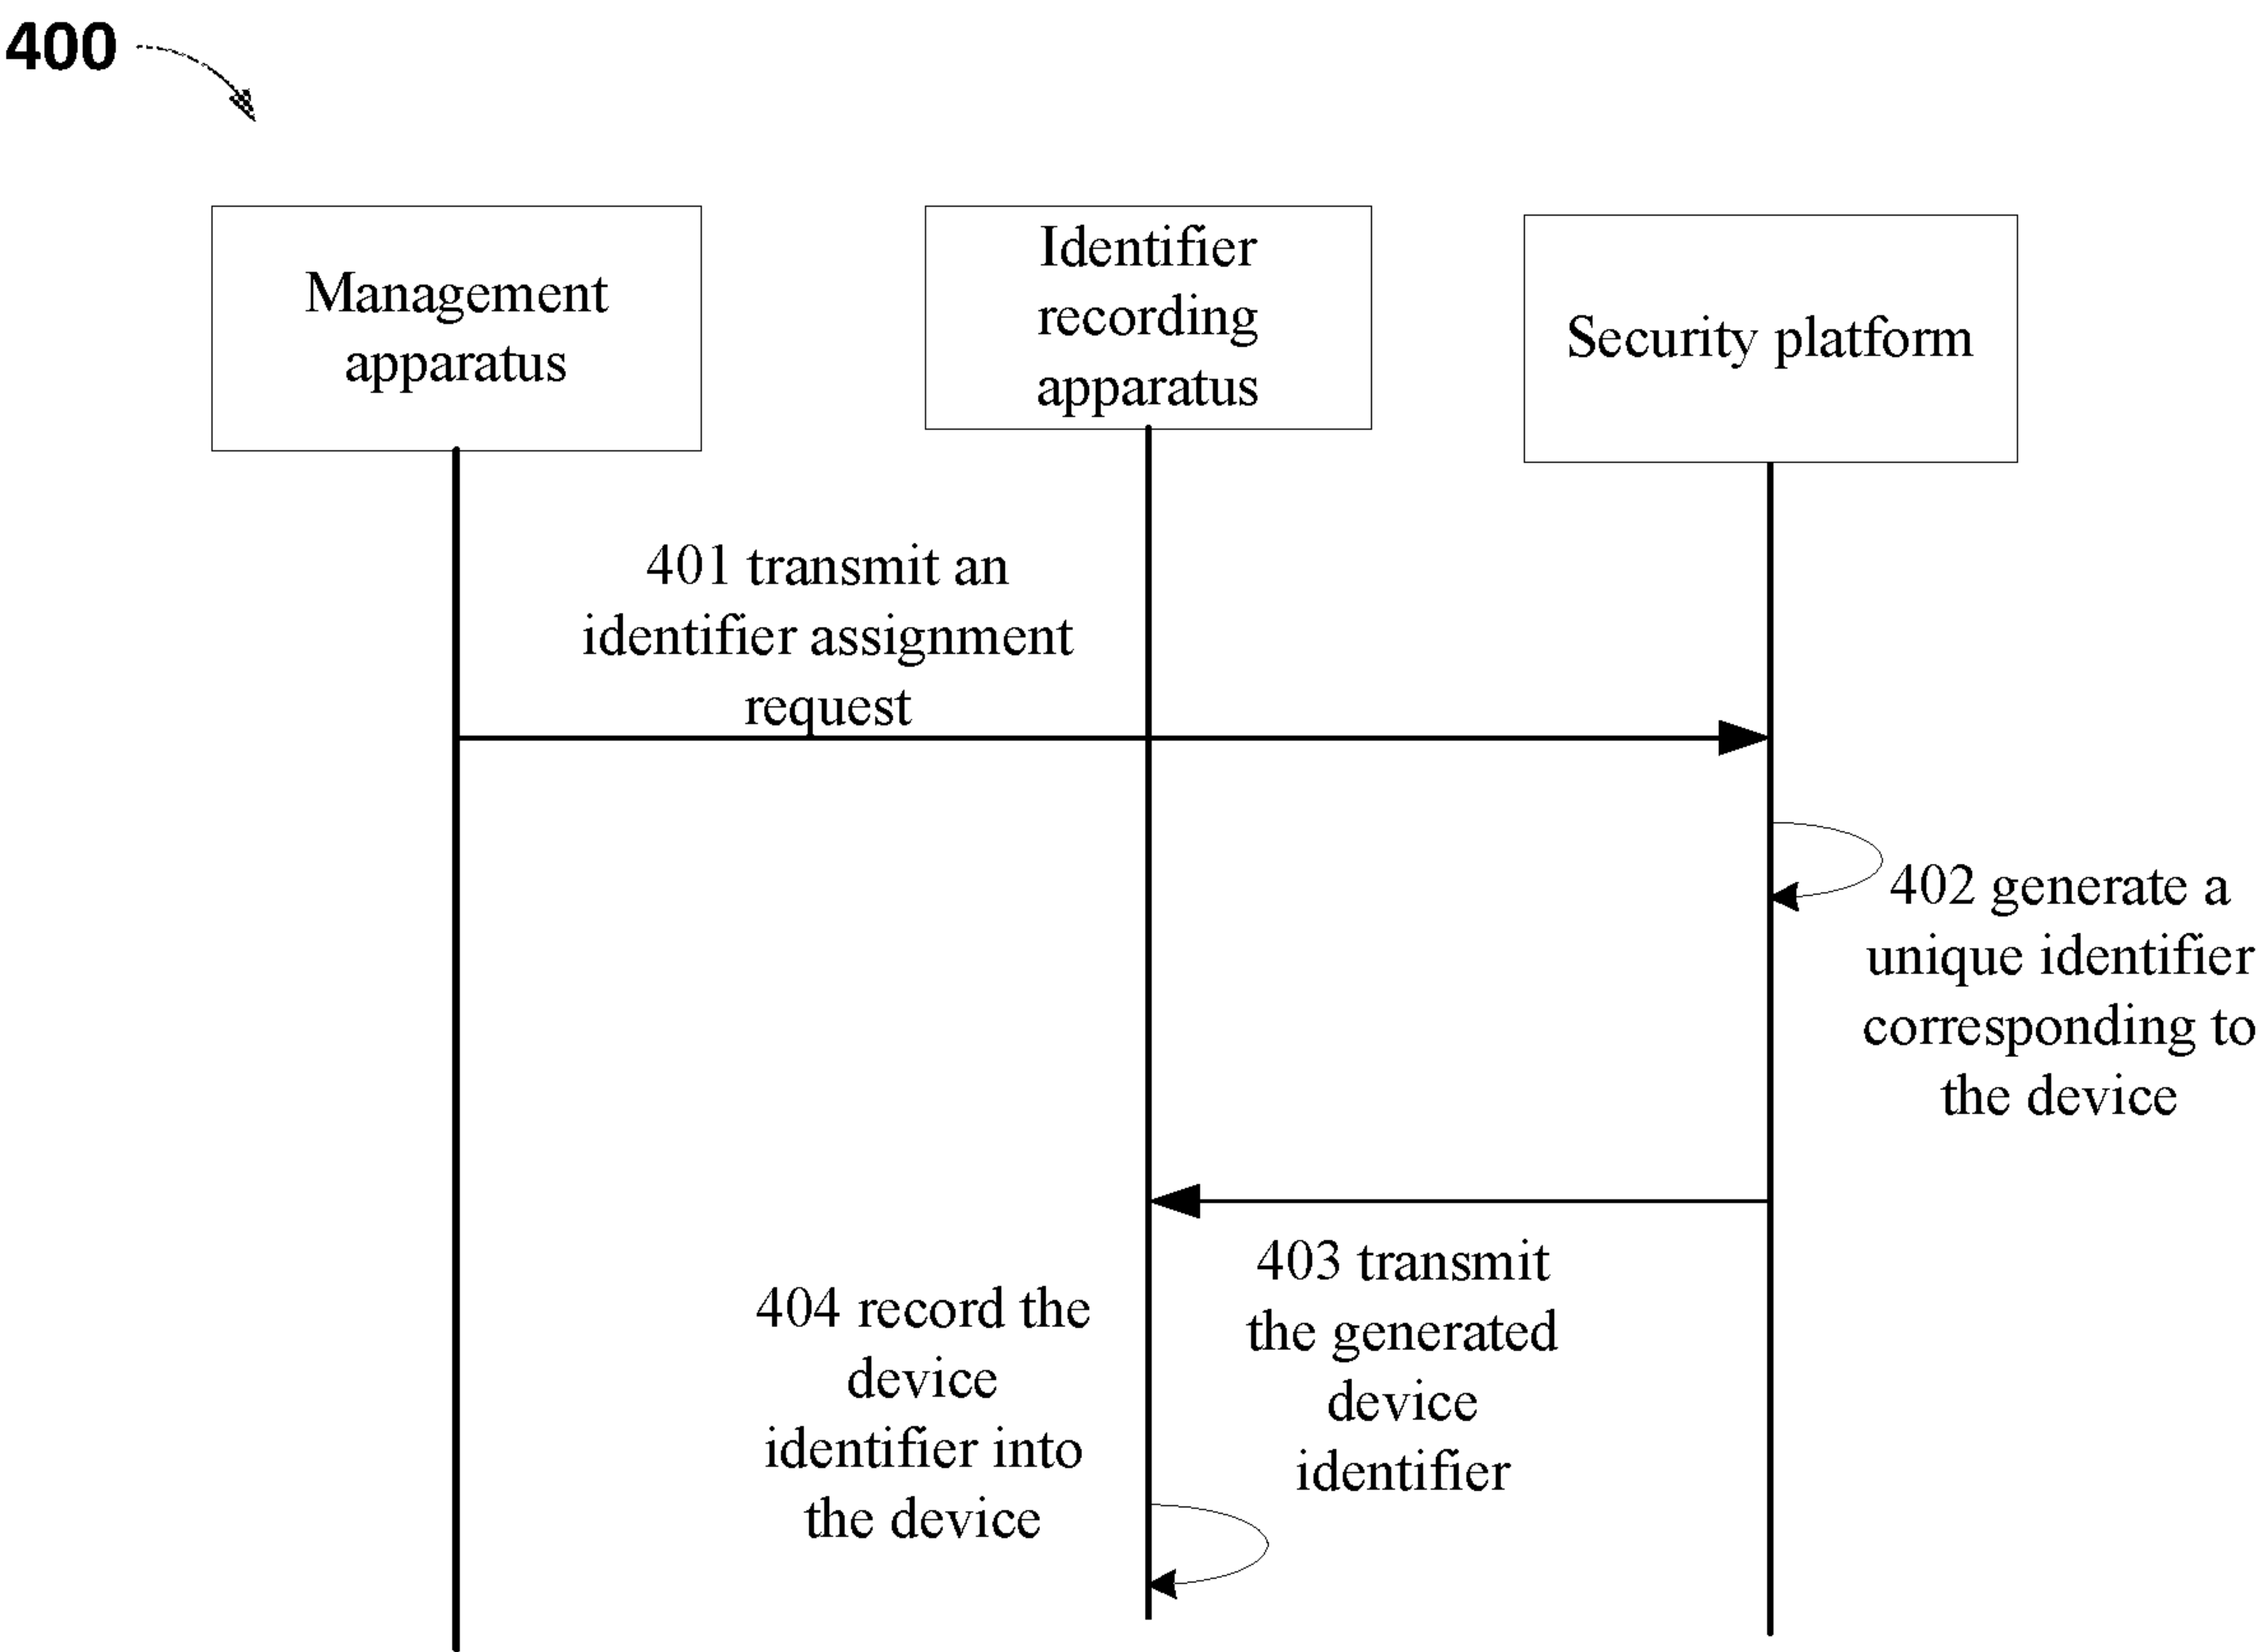 400
Management
apparatus
Identifier
recording
apparatus
Security platform
401 transmit an
identifier assignment
request
402 generate a
unique identifier
corresponding to
the device
403 transmit
the generated
device
identifier
404 record the
device
identifier into
the device